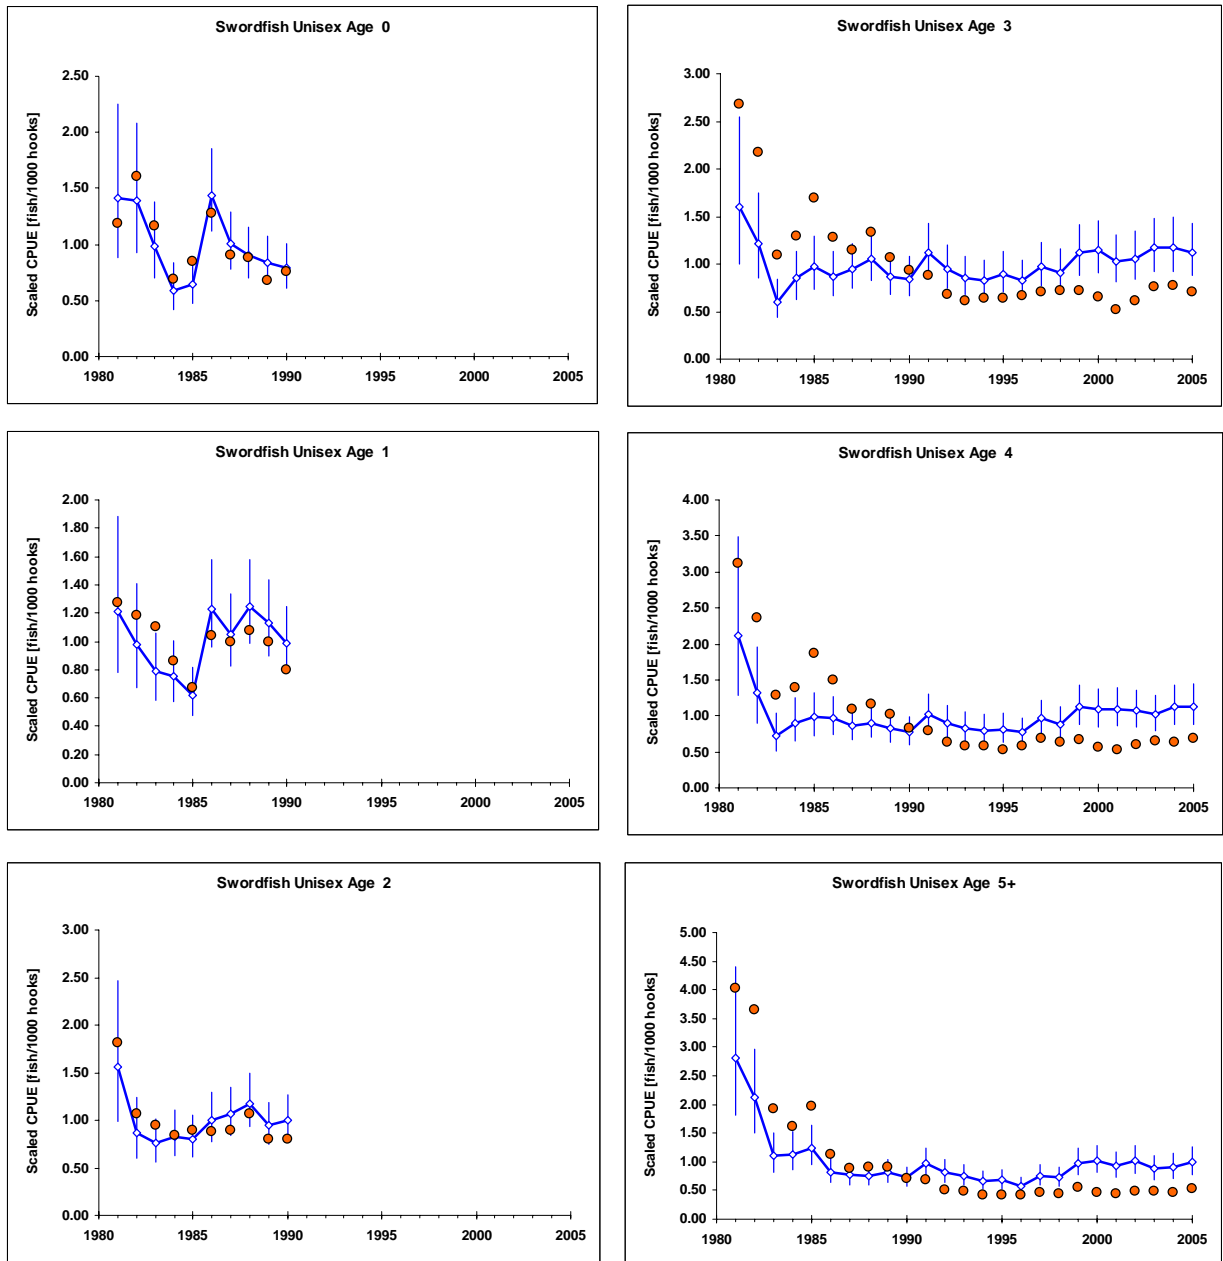 Swordfish Unisex Age 0
Scaled CPUE [fish/1000 hooks]
2.50
2.00
1.50
1.00
0.50
0.00
1980 1985 1990 1995 2000 2005
Swordfish Unisex Age 3
Scaled CPUE [fish/1000 hooks]
3.00
2.50
2.00
1.50
1.00
0.50
0.00
1980 1985 1990 1995 2000 2005
Swordfish Unisex Age 1
Scaled CPUE [fish/1000 hooks]
2.00
1.80
1.60
1.40
1.20
1.00
0.80
0.60
0.40
0.20
0.00
1980 1985 1990 1995 2000 2005
Swordfish Unisex Age 4
Scaled CPUE [fish/1000 hooks]
4.00
3.50
3.00
2.50
2.00
1.50
1.00
0.50
0.00
1980 1985 1990 1995 2000 2005
Swordfish Unisex Age 2
Scaled CPUE [fish/1000 hooks]
3.00
2.50
2.00
1.50
1.00
0.50
0.00
1980 1985 1990 1995 2000 2005
Swordfish Unisex Age 5+
Scaled CPUE [fish/1000 hooks]
5.00
4.50
4.00
3.50
3.00
2.50
2.00
1.50
1.00
0.50
0.00
1980 1985 1990 1995 2000 2005